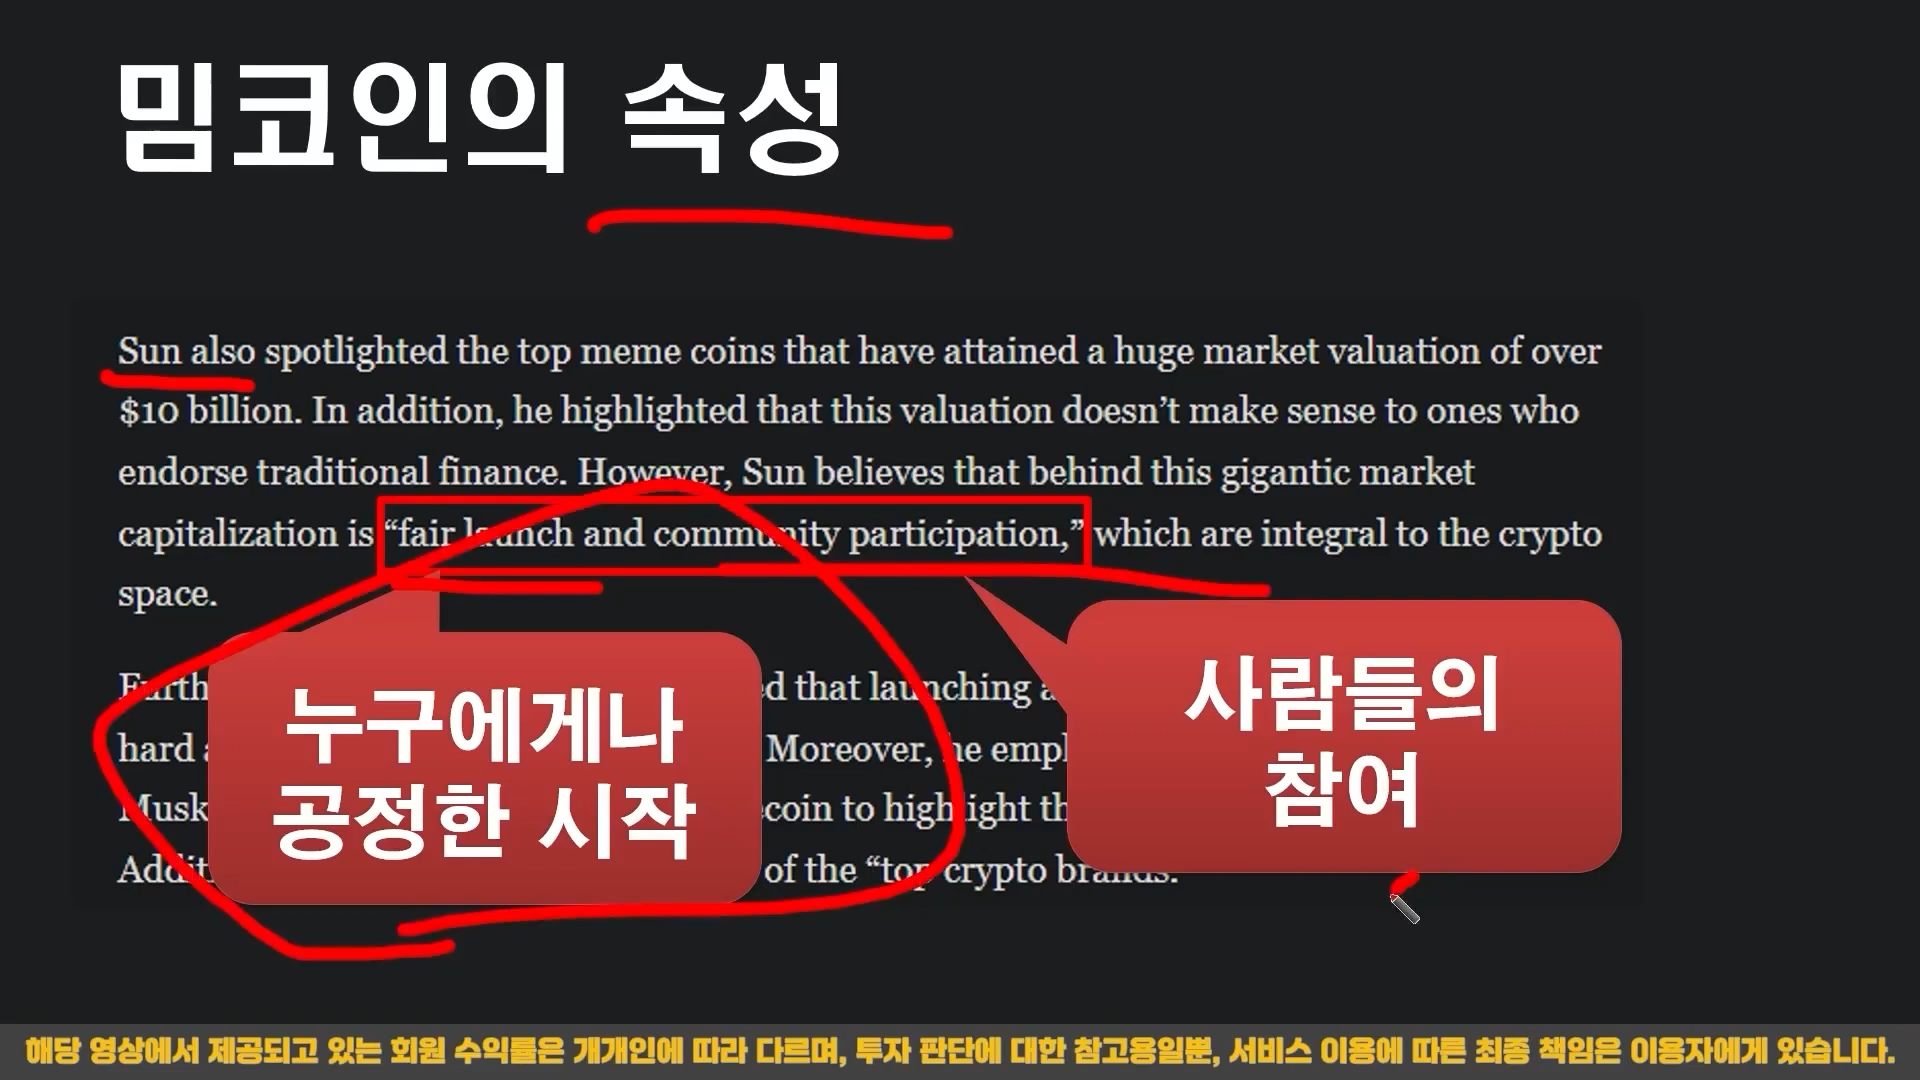 밈코인의 속성
Sun also spotlighted the top meme coins that have attained a huge market valuation of over
$10 billion. In addition, he highlighted that this valuation doesn’t make sense to ones who
endorse traditional finance. However, Sun believes that behind this gigantic market
capitalization is “fair launch and community participation,” which are integral to the crypto
space.
누구에게나
공정한 시작
사람들의
참여
that launching
hard Moreover, he
Musk to highlight
of the “top crypto brands.
해당 영상에서 제공되고 있는 회원 수익률은 개개인에 따라 다르며, 투자 판단에 대한 참고용일뿐, 서비스 이용에 따른 최종 책임은 이용자에게 있습니다.